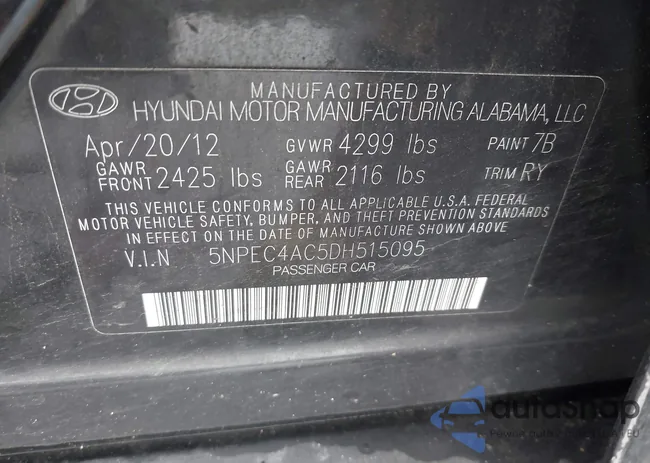 MANUFACTURED BY
HYUNDAI MOTOR MANUFACTURING ALABAMA, LLC
Apr/20/12 GVWR 4299 lbs PAINT 7B
GAWR FRONT 2425 lbs GAWR REAR 2116 lbs TRIM RY
THIS VEHICLE CONFORMS TO ALL APPLICABLE U.S.A. FEDERAL
MOTOR VEHICLE SAFETY, BUMPER, AND THEFT PREVENTION STANDARDS
IN EFFECT ON THE DATE OF MANUFACTURE SHOWN ABOVE
V.I.N 5NPEC4AC5DH515095
PASSENGER CAR
autosnap